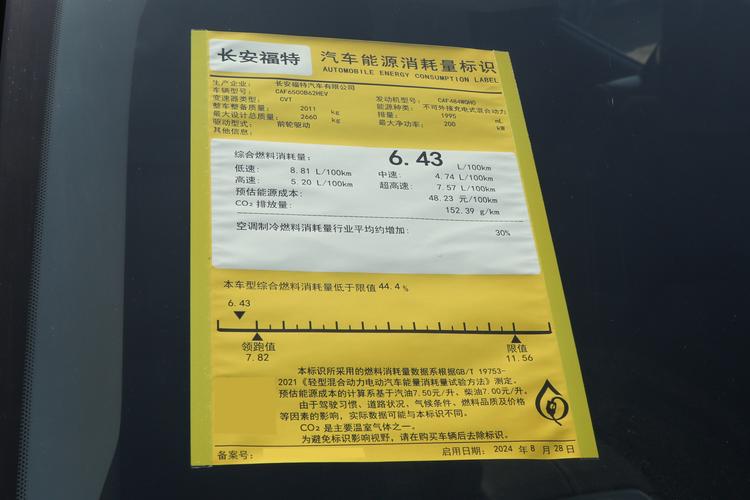 长安福特 汽车能源消耗量标识
AUTOMOBILE ENERGY CONSUMPTION LABEL
生产企业: 长安福特汽车有限公司
车辆型号: CAF6500B62HEV 发动机型号: CAF484WQHO
变速器类型: CVT 能源种类: 不可外接充电式混合动力
整车整备质量: 2011 kg 排量: 1995 mL
最大设计总质量: 2660 kg 最大净功率: 200 kW
驱动型式: 前轮驱动
其他信息:
综合燃料消耗量: 6.43 L/100km
低速: 8.81 L/100km 中速: 4.74 L/100km
高速: 5.20 L/100km 超高速: 7.57 L/100km
预估能源成本: 48.23 元/100km
CO₂ 排放量: 152.39 g/km
空调制冷燃料消耗量行业平均约增加: 30%
本车型综合燃料消耗量低于限值 44.4 %
6.43
领跑值 限值
7.82 11.56
本标识所采用的燃料消耗量数据系根据GB/T 19753-
2021《轻型混合动力电动汽车能量消耗量试验方法》测定。
预估能源成本的计算系基于汽油7.50元/升、柴油7.00元/升。
由于驾驶习惯、道路状况、气候条件、燃料品质及价格
等因素的影响，实际数据可能与本标识不同。
CO₂ 是主要温室气体之一。
为避免标识影响视野，请在购买车辆后去除标识。
备案号: 启用日期: 2024 年 8 月 28 日